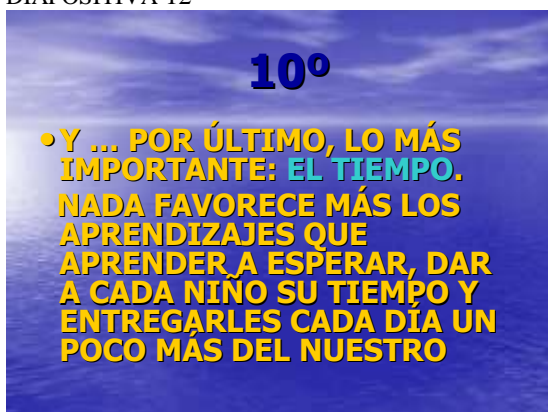 DIAPOSITIVA 12
10º
• Y ... POR ÚLTIMO, LO MÁS
IMPORTANTE: EL TIEMPO.
NADA FAVORECE MÁS LOS
APRENDIZAJES QUE
APRENDER A ESPERAR, DAR
A CADA NIÑO SU TIEMPO Y
ENTREGARLES CADA DÍA UN
POCO MÁS DEL NUESTRO